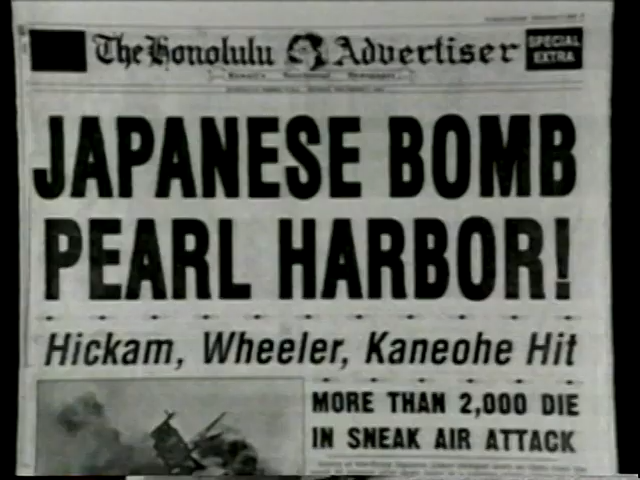 The Honolulu Advertiser
SPECIAL
EXTRA
JAPANESE BOMB
PEARL HARBOR!
Hickam, Wheeler, Kaneohe Hit
MORE THAN 2,000 DIE
IN SNEAK AIR ATTACK